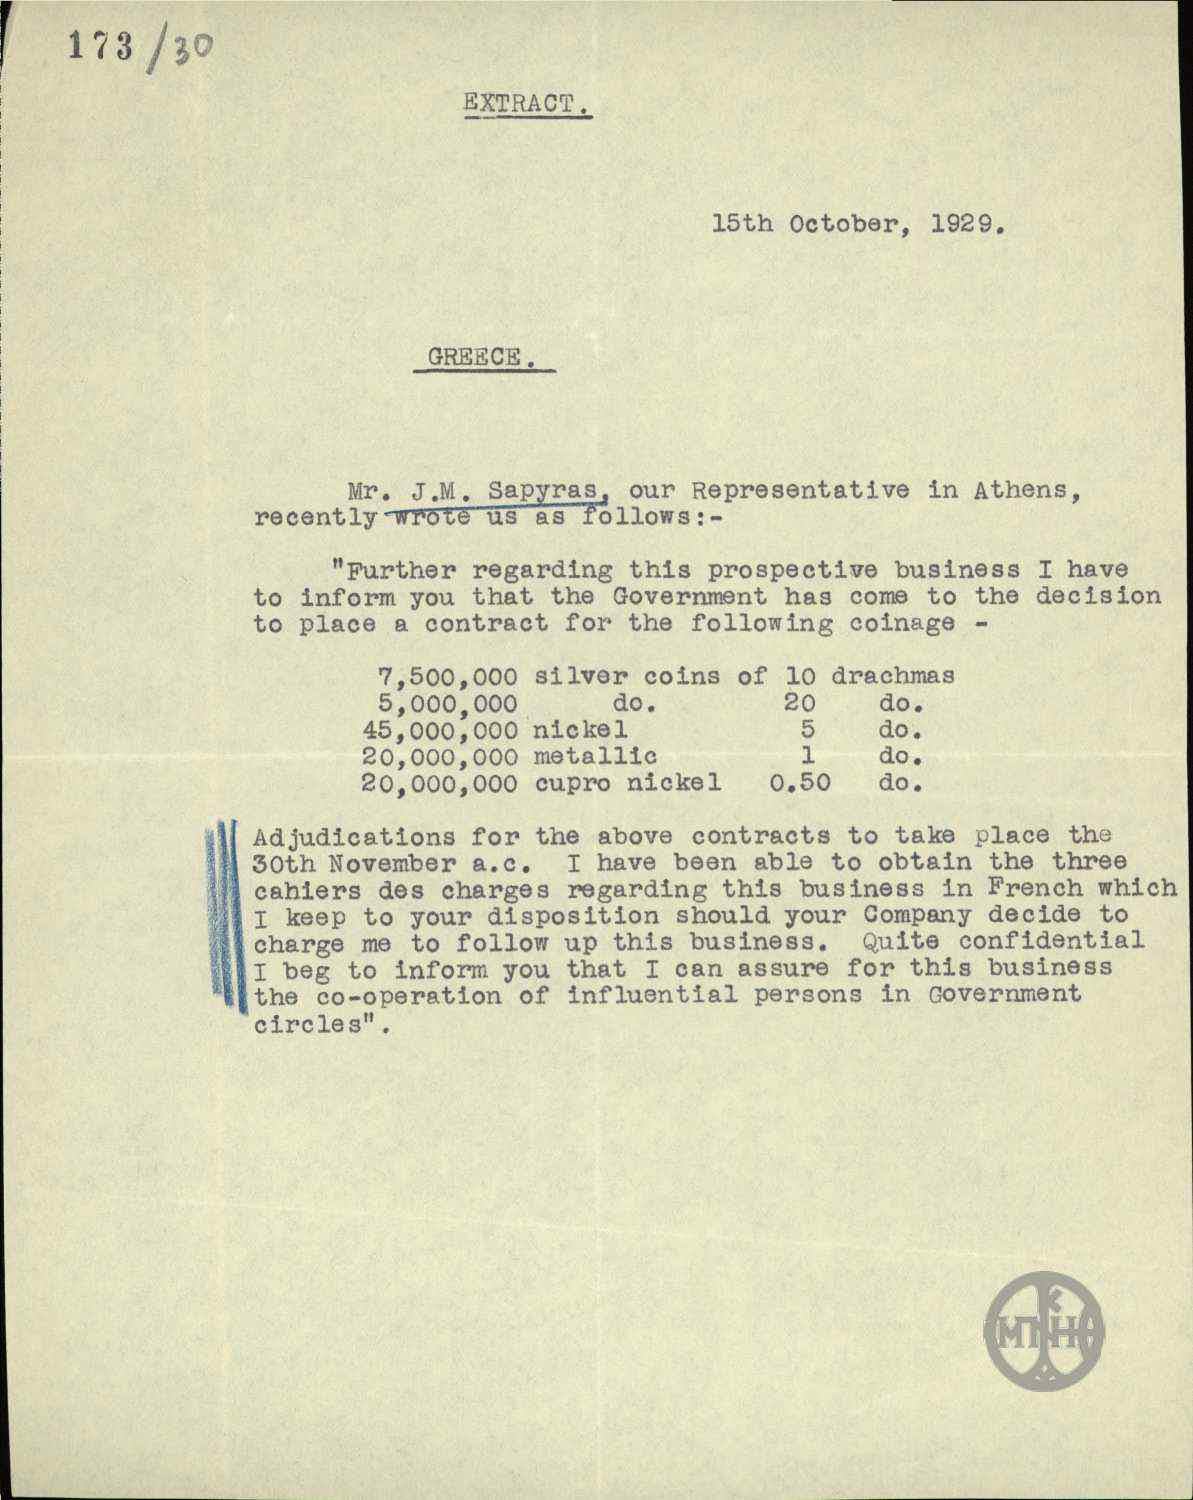 173/30
EXTRACT.
15th October, 1929.
GREECE.
Mr. J.M. Sapyras, our Representative in Athens,
recently wrote us as follows:-
"Further regarding this prospective business I have
to inform you that the Government has come to the decision
to place a contract for the following coinage -
7,500,000 silver coins of 10 drachmas
5,000,000 do. 20 do.
45,000,000 nickel 5 do.
20,000,000 metallic 1 do.
20,000,000 cupro nickel 0.50 do.
Adjudications for the above contracts to take place the
30th November a.c. I have been able to obtain the three
cahiers des charges regarding this business in French which
I keep to your disposition should your Company decide to
charge me to follow up this business. Quite confidential
I beg to inform you that I can assure for this business
the co-operation of influential persons in Government
circles".